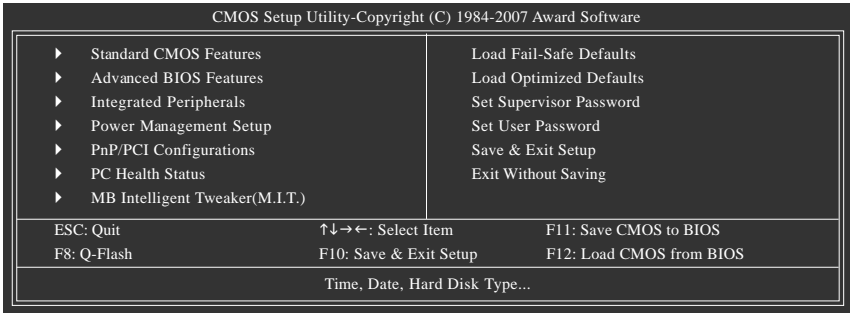 CMOS Setup Utility-Copyright (C) 1984-2007 Award Software
Standard CMOS Features
Advanced BIOS Features
Integrated Peripherals
Power Management Setup
PnP/PCI Configurations
PC Health Status
MB Intelligent Tweaker(M.I.T.)
Load Fail-Safe Defaults
Load Optimized Defaults
Set Supervisor Password
Set User Password
Save & Exit Setup
Exit Without Saving
ESC: Quit ↑↓→←: Select Item F11: Save CMOS to BIOS
F8: Q-Flash F10: Save & Exit Setup F12: Load CMOS from BIOS
Time, Date, Hard Disk Type...